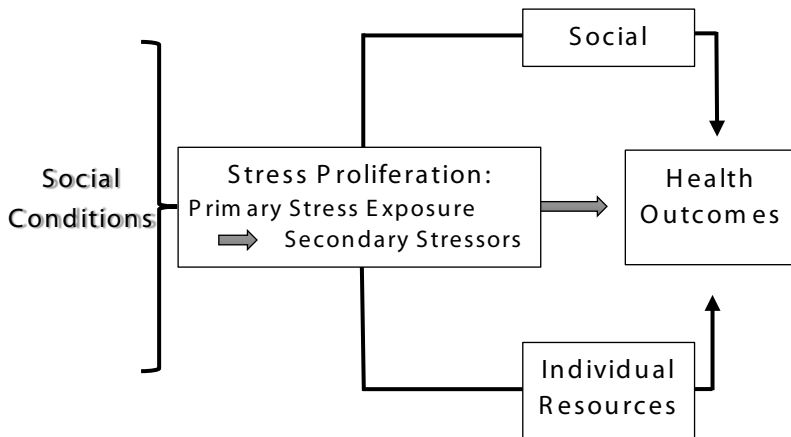 Social
Social
Conditions
Stress Proliferation:
Primary Stress Exposure
Secondary Stressors
Health
Outcomes
Individual
Resources